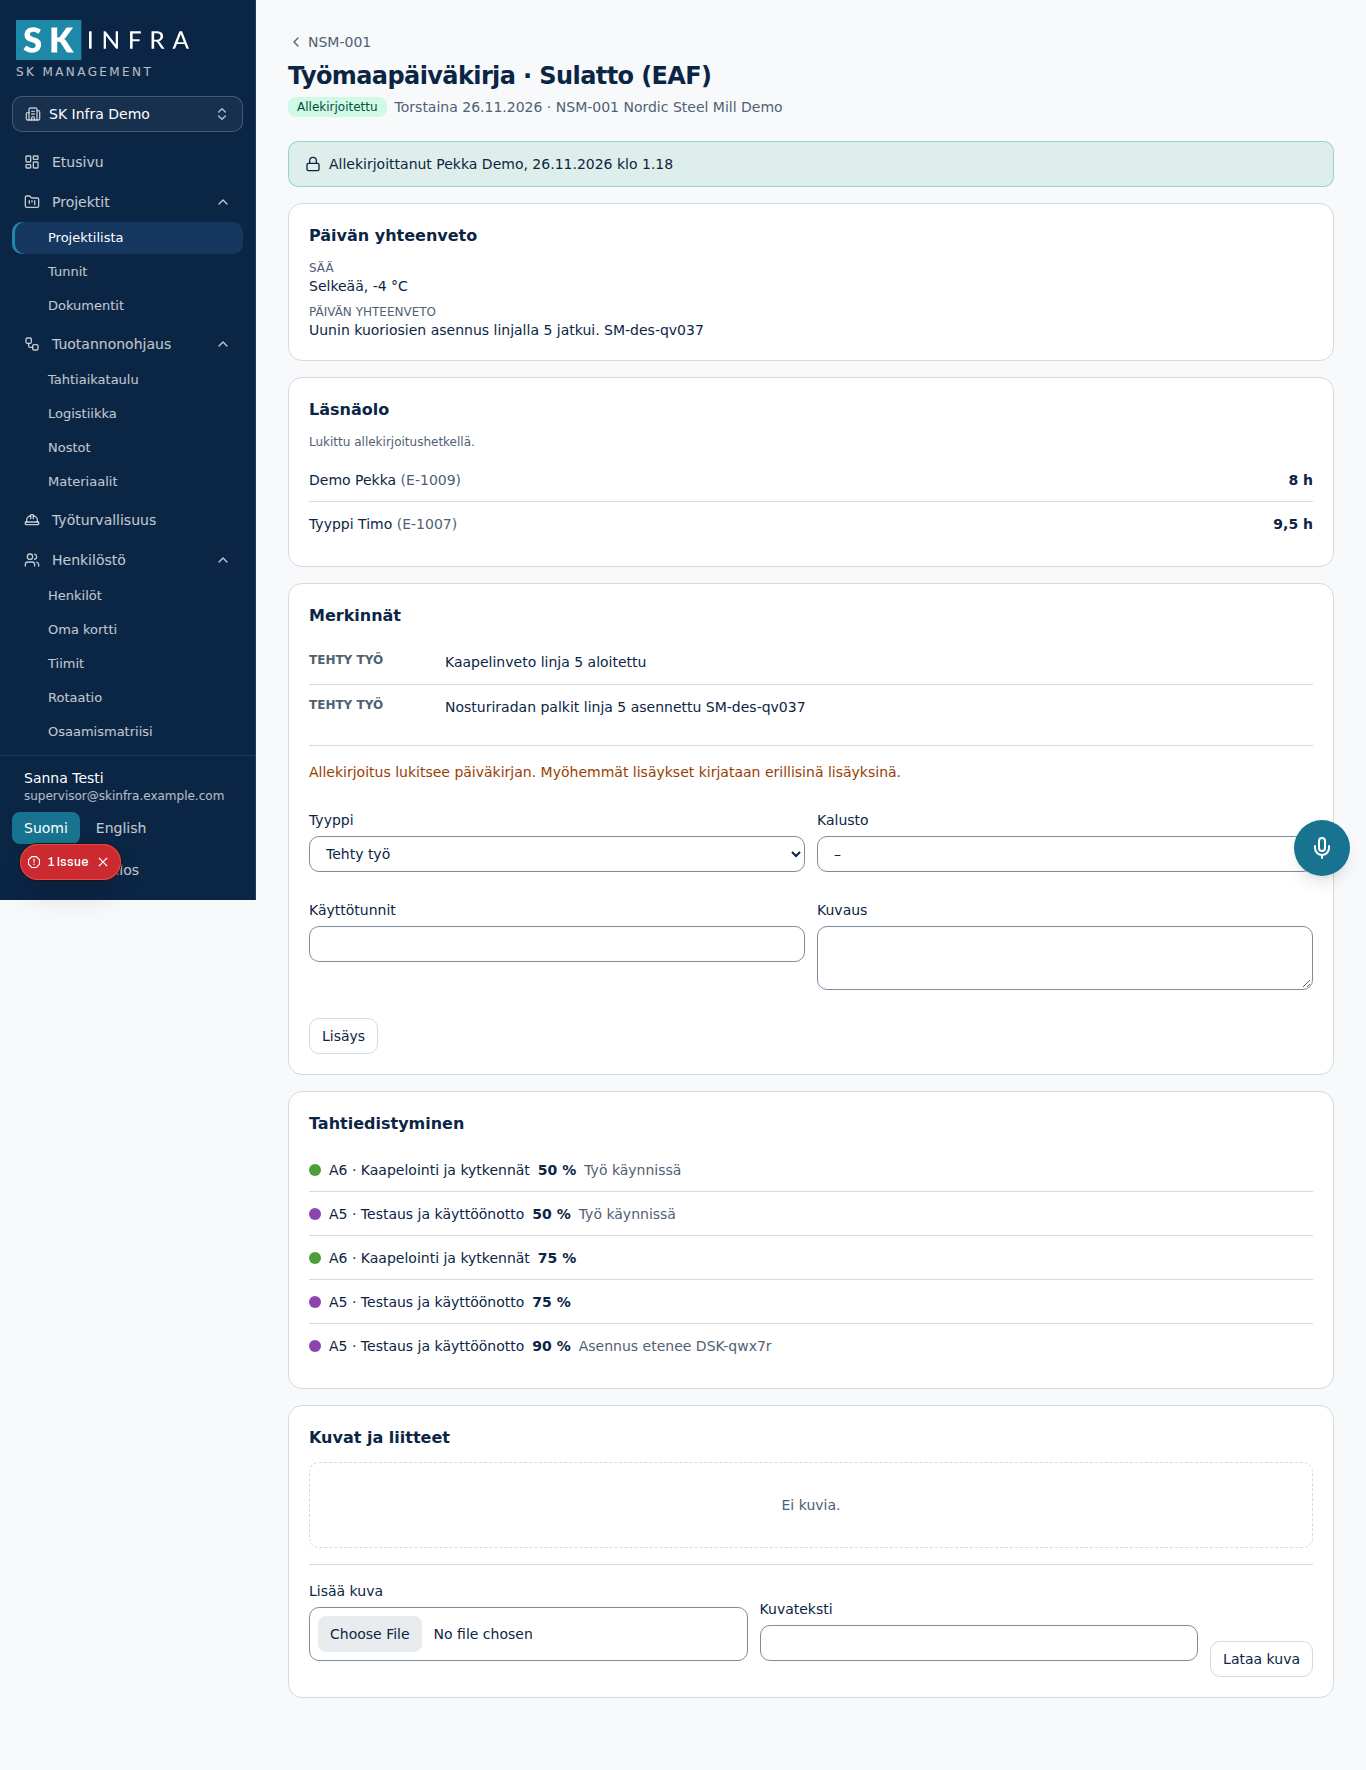 SK INFRA
SK MANAGEMENT
SK Infra Demo
Etusivu
Projektit
Projektilista
Tunnit
Dokumentit
Tuotannonohjaus
Tahtiaikataulu
Logistiikka
Nostot
Materiaalit
Työturvallisuus
Henkilöstö
Henkilöt
Oma kortti
Tiimit
Rotaatio
Osaamismatriisi
Sanna Testi
supervisor@skinfra.example.com
Suomi English
1 Issue
NSM-001
Työmaapäiväkirja · Sulatto (EAF)
Allekirjoitettu Torstaina 26.11.2026 · NSM-001 Nordic Steel Mill Demo
Allekirjoittanut Pekka Demo, 26.11.2026 klo 1.18
Päivän yhteenveto
SÄÄ
Selkeää, -4 °C
PÄIVÄN YHTEENVETO
Uunin kuoriosien asennus linjalla 5 jatkui. SM-des-qv037
Läsnäolo
Lukittu allekirjoitushetkellä.
Demo Pekka (E-1009) 8 h
Tyyppi Timo (E-1007) 9,5 h
Merkinnät
TEHTY TYÖ Kaapelinveto linja 5 aloitettu
TEHTY TYÖ Nosturiradan palkit linja 5 asennettu SM-des-qv037
Allekirjoitus lukitsee päiväkirjan. Myöhemmät lisäykset kirjataan erillisinä lisäyksinä.
Tyyppi Kalusto
Tehty työ –
Käyttötunnit Kuvaus
Lisäys
Tahtiedistyminen
A6 · Kaapelointi ja kytkennät 50 % Työ käynnissä
A5 · Testaus ja käyttöönotto 50 % Työ käynnissä
A6 · Kaapelointi ja kytkennät 75 %
A5 · Testaus ja käyttöönotto 75 %
A5 · Testaus ja käyttöönotto 90 % Asennus etenee DSK-qwx7r
Kuvat ja liitteet
Ei kuvia.
Lisää kuva
Kuvateksti
Choose File No file chosen
Lataa kuva